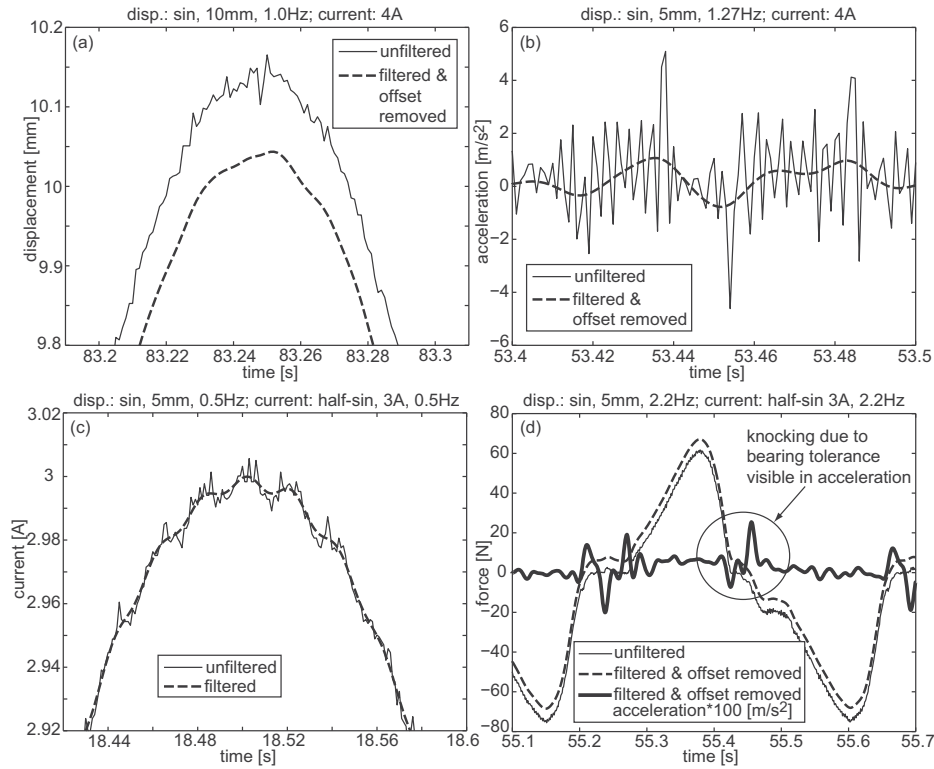 disp.: sin, 10mm, 1.0Hz; current: 4A
(a)
unfiltered
filtered &
offset
removed
10.2
10.1
10
9.9
9.8
displacement [mm]
83.2
83.22
83.24
83.26
83.28
83.3
time [s]
disp.: sin, 5mm, 1.27Hz; current: 4A
(b)
unfiltered
filtered &
offset removed
6
4
2
0
−2
−4
−6
acceleration [m/s²]
53.4
53.42
53.44
53.46
53.48
53.5
time [s]
disp.: sin, 5mm, 0.5Hz; current: half-sin, 3A, 0.5Hz
(c)
unfiltered
filtered
3.02
3
2.98
2.96
2.94
2.92
current [A]
18.44
18.48
18.52
18.56
18.6
time [s]
disp.: sin, 5mm, 2.2Hz; current: half-sin 3A, 2.2Hz
(d)
knocking due to
bearing tolerance
visible in acceleration
unfiltered
filtered & offset removed
filtered & offset removed
acceleration*100 [m/s²]
80
60
40
20
0
−20
−40
−60
−80
force [N]
55.1
55.2
55.3
55.4
55.5
55.6
55.7
time [s]